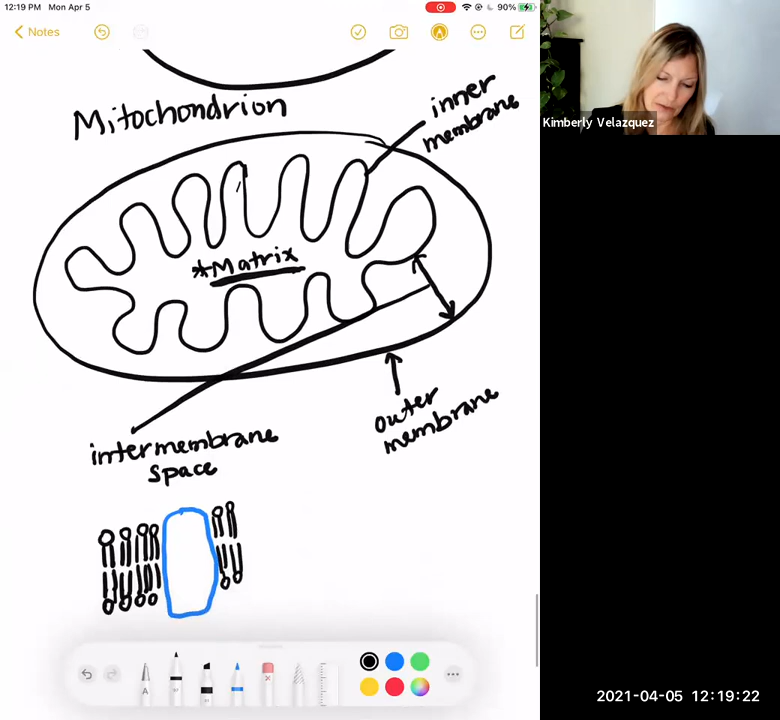 12:19 PM Mon Apr 5
90%
Notes
Mitochondrion
inner
membrane
*Matrix
outer
membrane
intermembrane
space
A
Kimberly Velazquez
2021-04-05 12:19:22